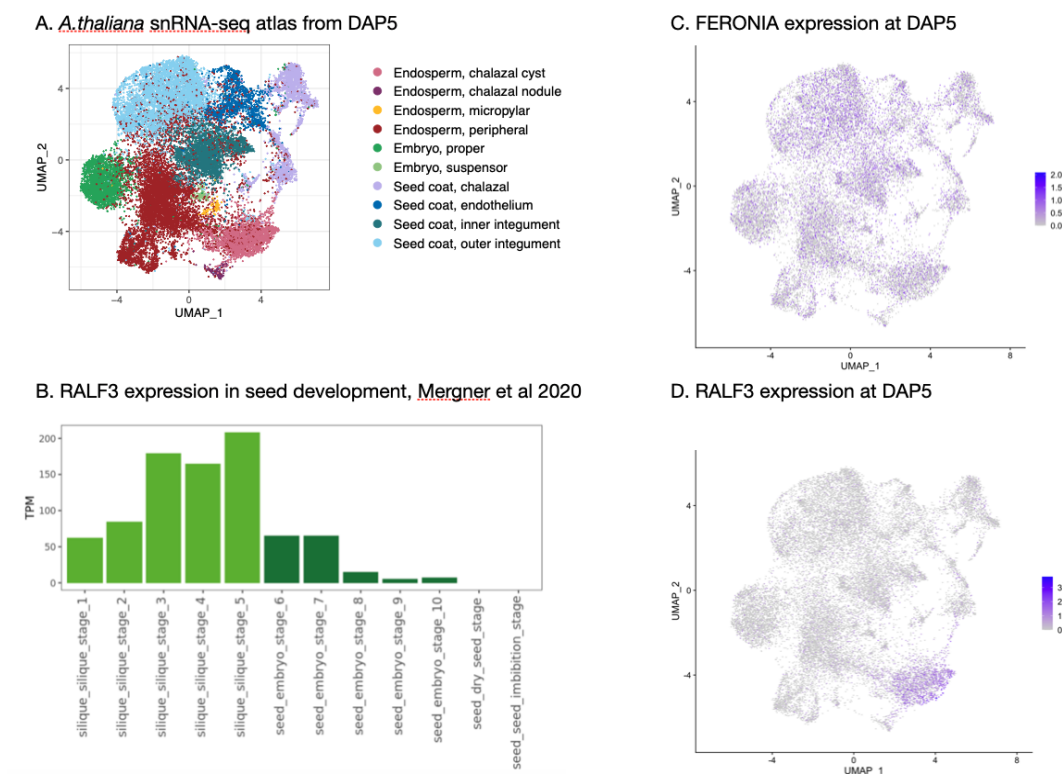 A. A.thaliana snRNA-seq atlas from DAP5
4
0
−4
UMAP_2
−4
0
4
UMAP_1
Endosperm, chalazal cyst
Endosperm, chalazal nodule
Endosperm, micropylar
Endosperm, peripheral
Embryo, proper
Embryo, suspensor
Seed coat, chalazal
Seed coat, endothelium
Seed coat, inner integument
Seed coat, outer integument
C. FERONIA expression at DAP5
4
0
-4
UMAP_2
-4
0
4
8
UMAP_1
2.0
1.5
1.0
0.5
0.0
B. RALF3 expression in seed development, Mergner et al 2020
200
150
100
50
0
TPM
silique_silique_stage_1
silique_silique_stage_2
silique_silique_stage_3
silique_silique_stage_4
silique_silique_stage_5
seed_embryo_stage_6
seed_embryo_stage_7
seed_embryo_stage_8
seed_embryo_stage_9
seed_embryo_stage_10
seed_dry_seed_stage
seed_seed_imbibition_stage
D. RALF3 expression at DAP5
4
0
-4
UMAP_2
-4
0
4
8
UMAP_1
3
2
1
0